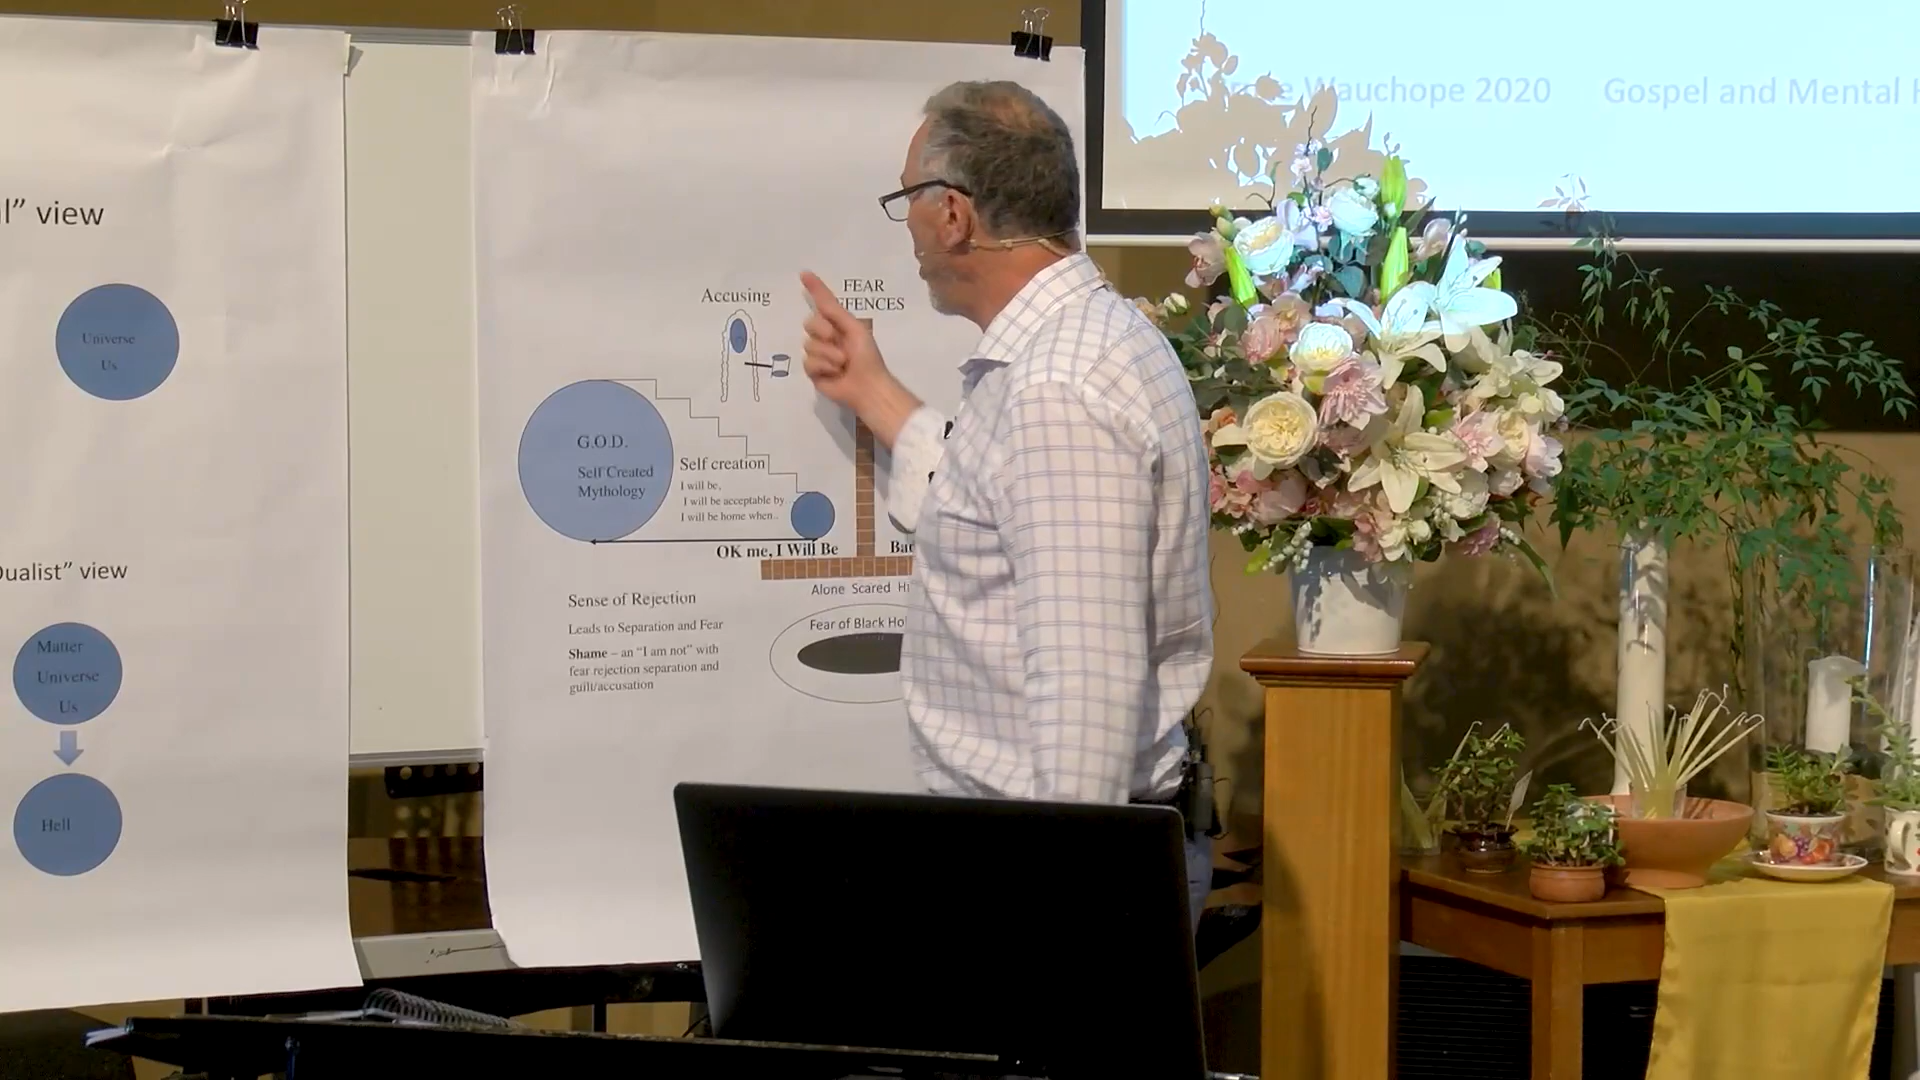 view
Universe
Us
view
Matter
Universe
Us
Hell
Accusing
FEAR
G.O.D.
Self Created
Mythology
Self creation
I will be,
I will be acceptable by
I will be home when..
OK me, I Will Be
Alone Scared
Fear of Black
Sense of Rejection
Leads to Separation and Fear
Shame – an “I am not” with
fear rejection separation and
guilt/accusation
Wauchope 2020 Gospel and Mental